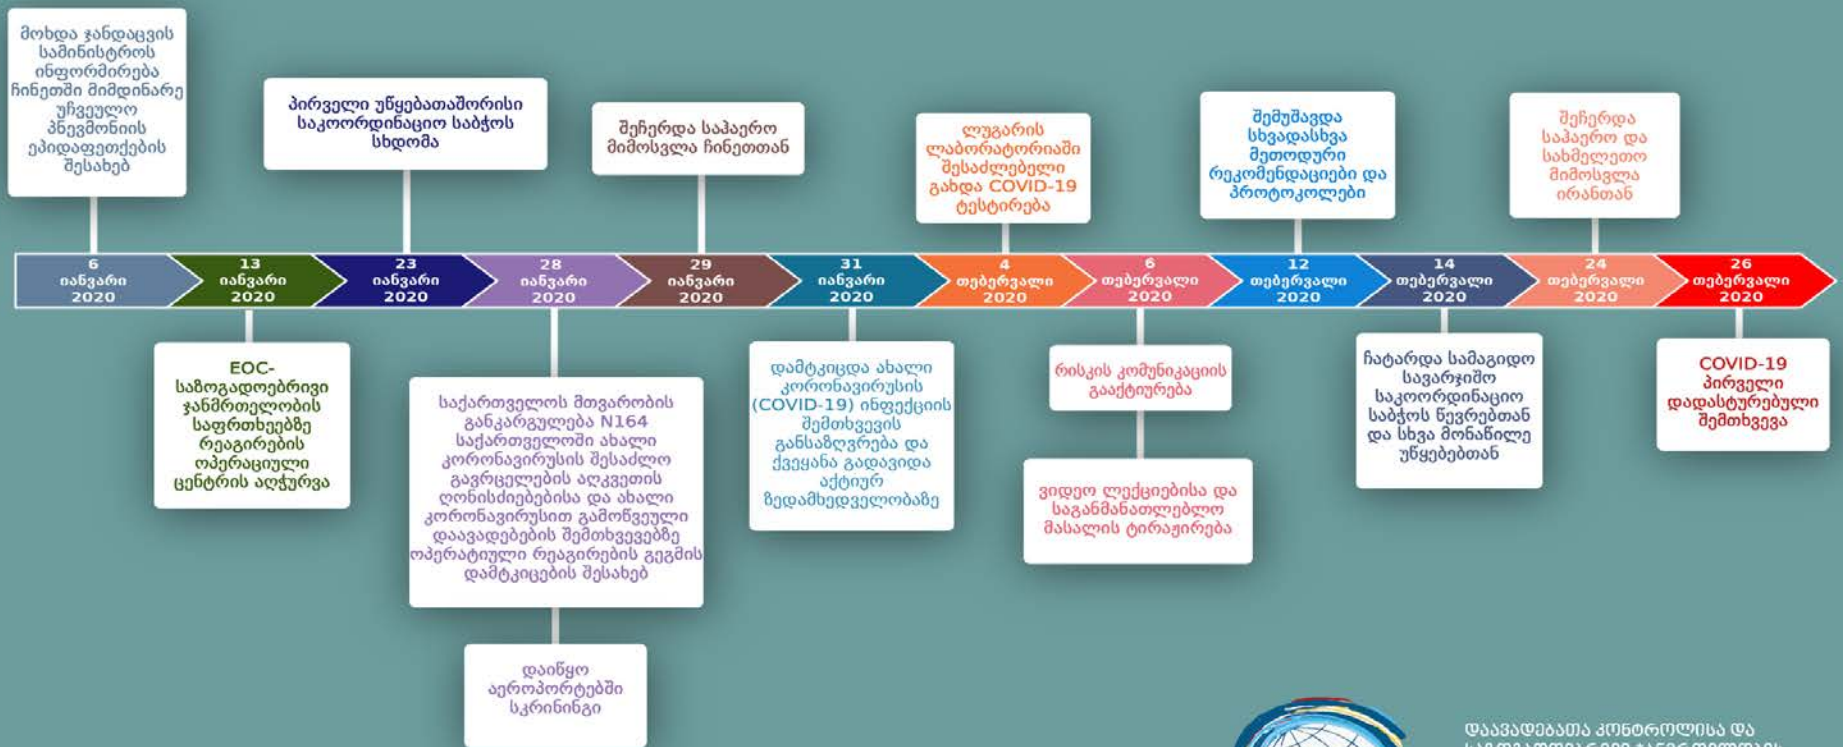 მოხდა ჯანდაცვის
სამინისტროს
ინფორმირება
ჩინეთში მიმდინარე
უჩვეულო
პნევმონიის
ეპიდაფეთქების
შესახებ
პირველი უწყებათაშორისი
საკოორდინაციო საბჭოს
სხდომა
შეჩერდა საჰაერო
მიმოსვლა ჩინეთთან
ლუგარის
ლაბორატორიაში
შესაძლებელი
გახდა COVID-19
ტესტირება
შემუშავდა
სხვადასხვა
მეთოდური
რეკომენდაციები და
პროტოკოლები
შეჩერდა
საჰაერო და
სახმელეთო
მიმოსვლა
ირანთან
6
იანვარი
2020
13
იანვარი
2020
23
იანვარი
2020
28
იანვარი
2020
29
იანვარი
2020
31
იანვარი
2020
4
თებერვალი
2020
6
თებერვალი
2020
12
თებერვალი
2020
14
თებერვალი
2020
24
თებერვალი
2020
26
თებერვალი
2020
EOC-
საზოგადოებრივი
ჯანმრთელობის
საფრთხეებზე
რეაგირების
ოპერაციული
ცენტრის აღჭურვა
საქართველოს მთვარობის
განკარგულება N164
საქართველოში ახალი
კორონავირუსის შესაძლო
გავრცელების აღკვეთის
ღონისძიებებისა და ახალი
კორონავირუსით გამოწვეული
დაავადებების შემთხვევებზე
ოპერატიული რეაგირების გეგმის
დამტკიცების შესახებ
დაიწყო
აეროპორტებში
სკრინინგი
დამტკიცდა ახალი
კორონავირუსის
(COVID-19) ინფექციის
შემთხვევის
განსაზღვრება და
ქვეყანა გადავიდა
აქტიურ
ზედამხედველობაზე
რისკის კომუნიკაციის
გააქტიურება
ვიდეო ლექციებისა და
საგანმანათლებლო
მასალის ტირაჟირება
ჩატარდა სამაგიდო
სავარჯიშო
საკოორდინაციო
საბჭოს წევრებთან
და სხვა მონაწილე
უწყებებთან
COVID-19
პირველი
დადასტურებული
შემთხვევა
დაავადებათა კონტროლისა და